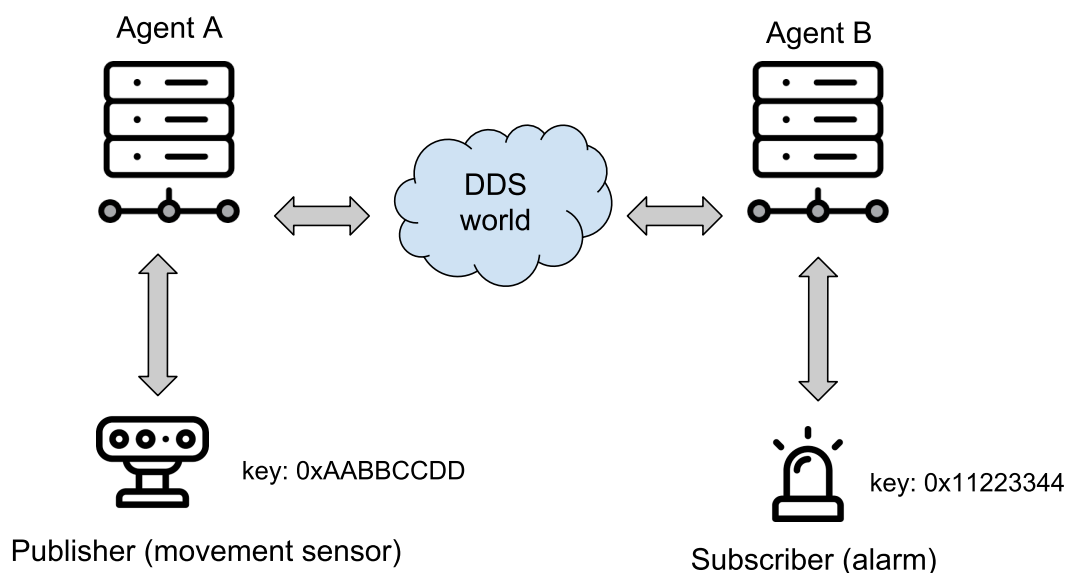 Agent A
Agent B
DDS
world
key: 0xAABBCCDD
key: 0x11223344
Publisher (movement sensor)
Subscriber (alarm)